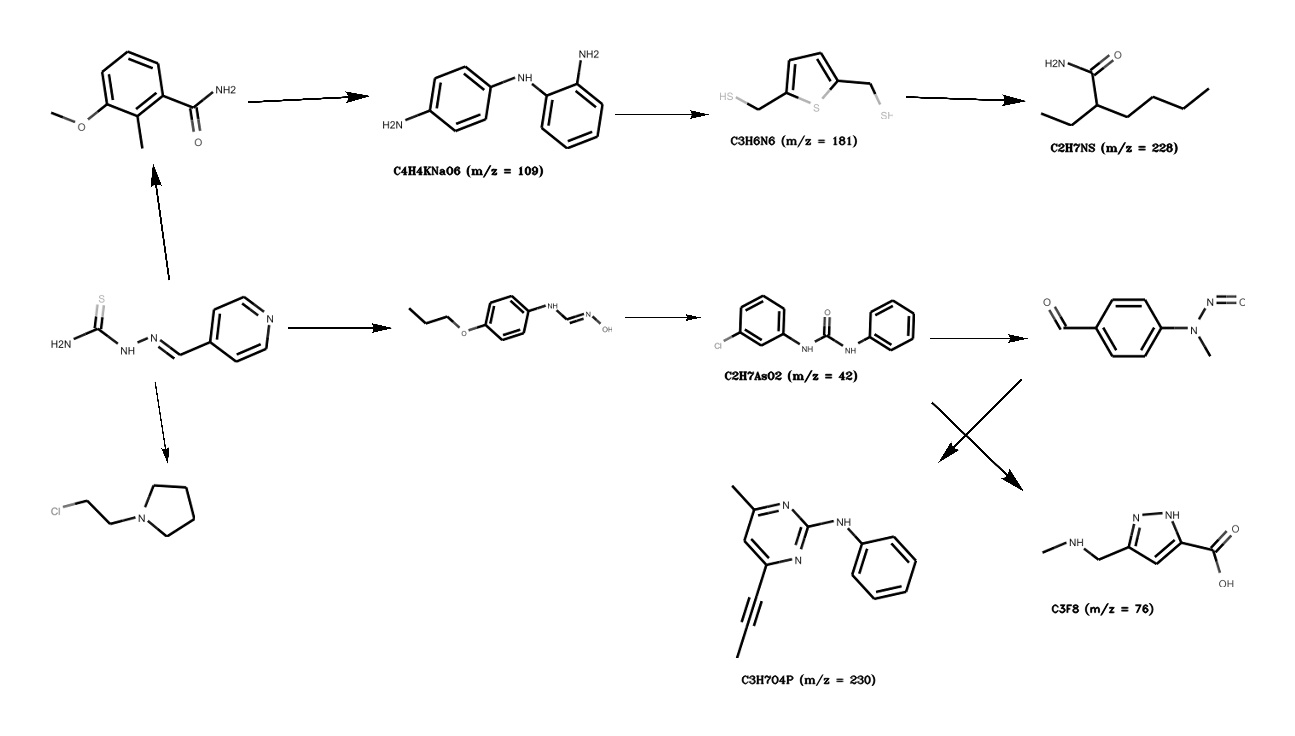 NH2
O
O
NH2
NH
H2N
C4H4KNaO6 (m/z = 109)
HS
S
SH
C3H6N6 (m/z = 181)
H2N
O
C2H7NS (m/z = 228)
S
H2N
NH
N
N
O
NH
N
OH
Cl
NH
O
NH
C2H7AsO2 (m/z = 42)
O
N
N
O
Cl
N
N
NH
N
C3H7O4P (m/z = 230)
NH
N
NH
O
OH
C3F8 (m/z = 76)